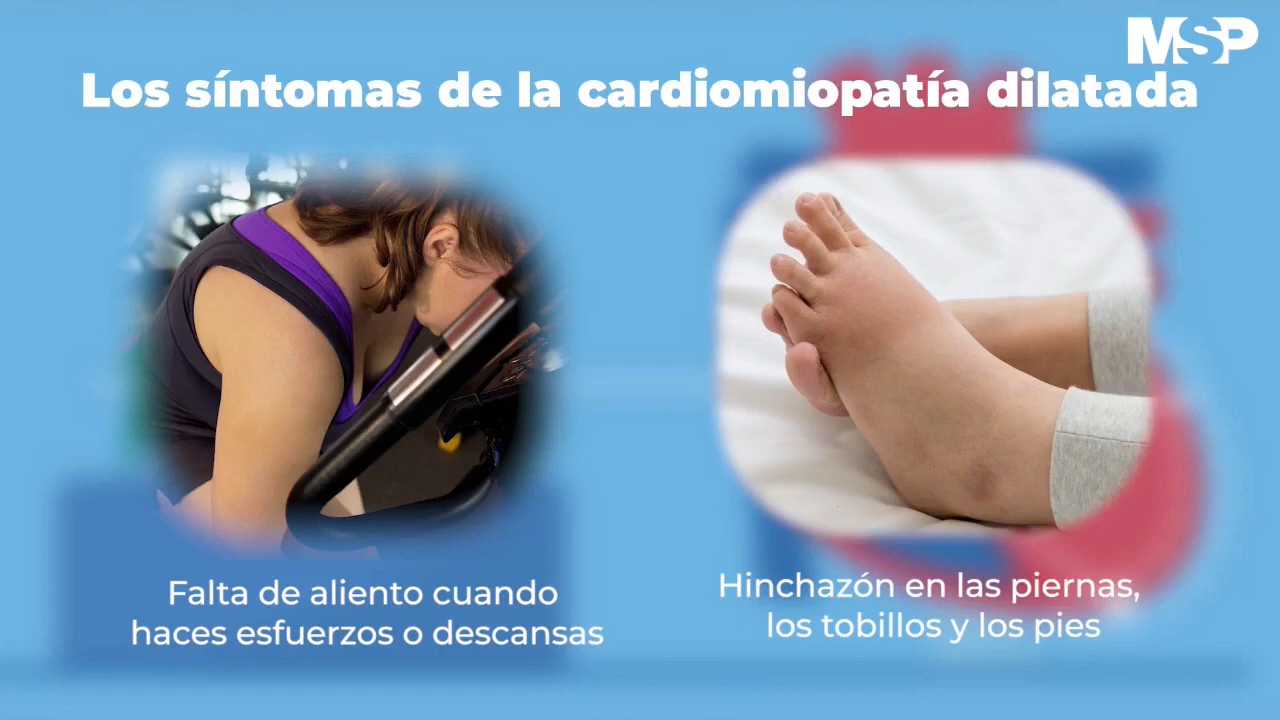 MSP
Los síntomas de la cardiomiopatía dilatada
Falta de aliento cuando
haces esfuerzos o descansas
Hinchazón en las piernas,
los tobillos y los pies